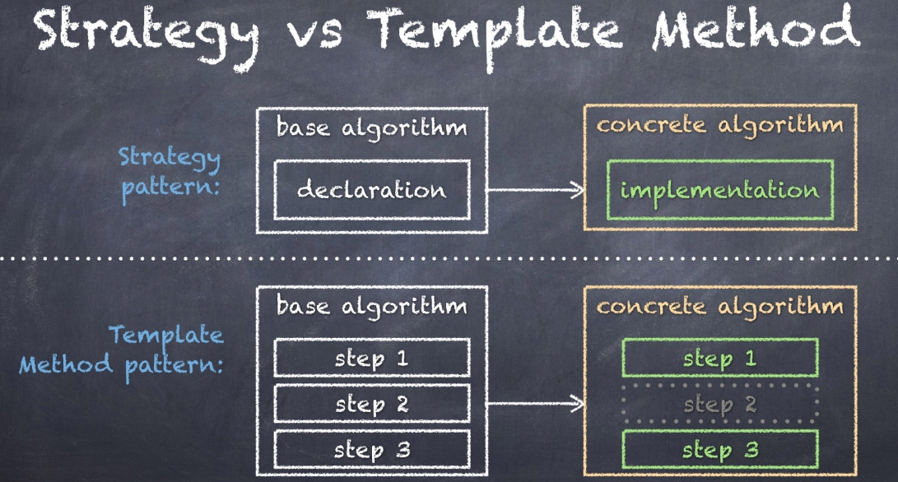 Strategy vs Template Method
Strategy
pattern:
base algorithm
declaration
concrete algorithm
implementation
Template
Method pattern:
base algorithm
step 1
step 2
step 3
concrete algorithm
step 1
step 2
step 3